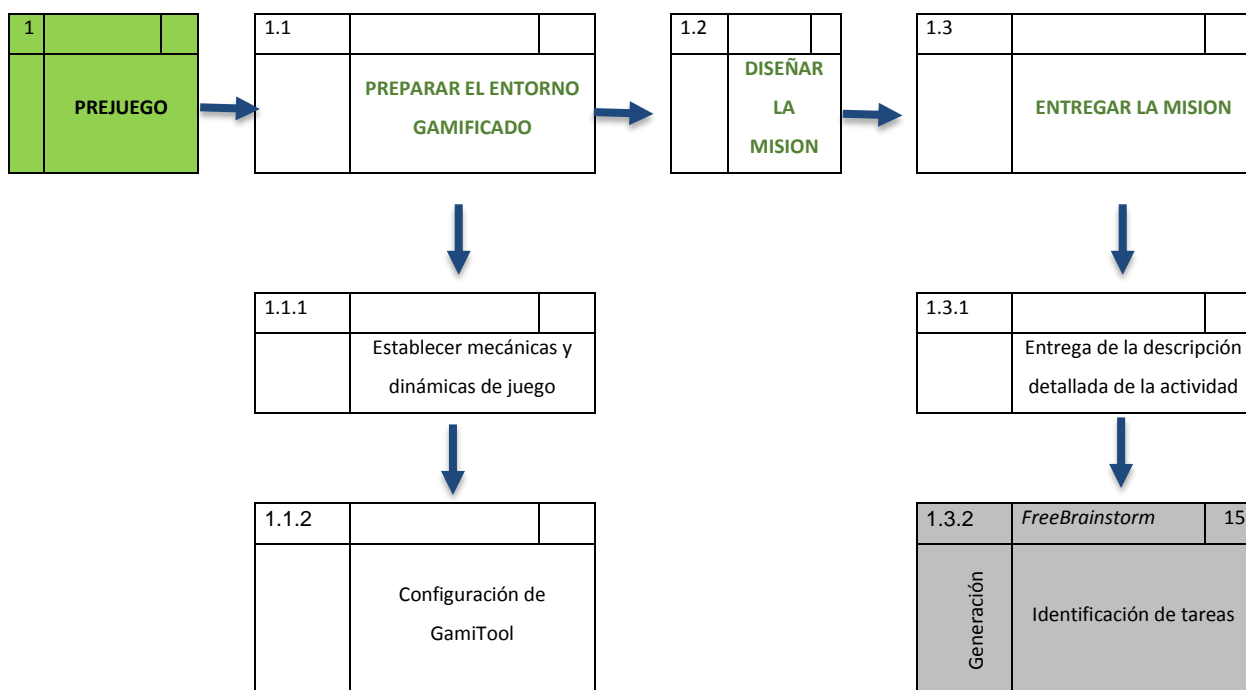 1
PREJUEGO
1.1
PREPARAR EL ENTORNO
GAMIFICADO
1.2
DISEÑAR
LA
MISION
1.3
ENTREGAR LA MISION
1.1.1
Establecer mecánicas y
dinámicas de juego
1.3.1
Entrega de la descripción
detallada de la actividad
1.1.2
Configuración de
GamiTool
1.3.2 FreeBrainstorm 15
Generación
Identificación de tareas